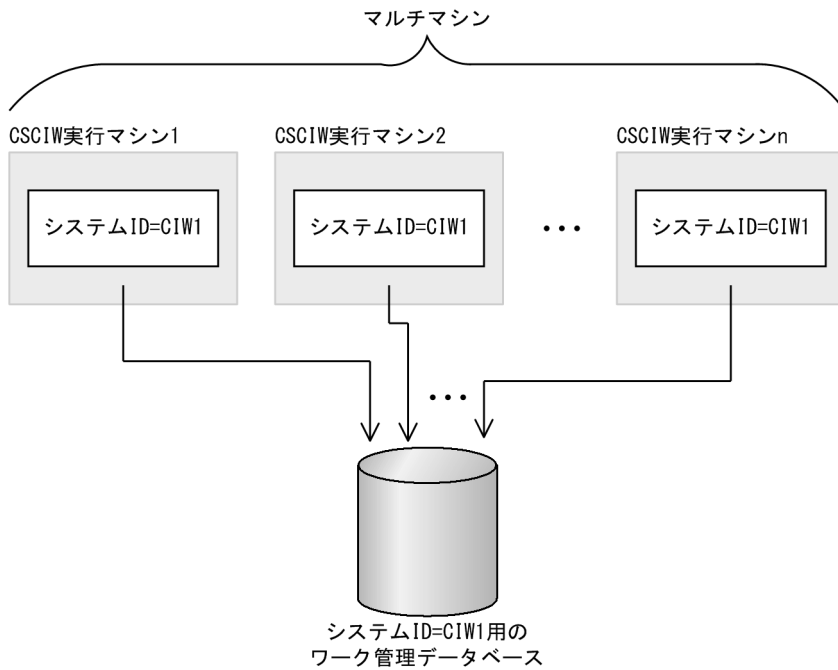 マルチマシン
CSCIW実行マシン1
CSCIW実行マシン2
CSCIW実行マシンn
システムID=CIW1
システムID=CIW1
・・・
システムID=CIW1
・・・
システムID=CIW1用の
ワーク管理データベース